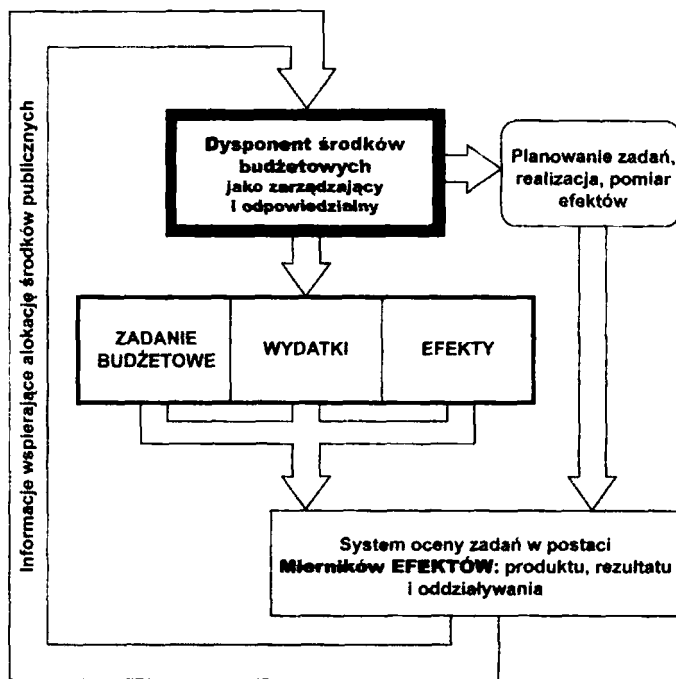 Informacje wspierające alokację środków publicznych
Dysponent środków
budżetowych
jako zarządzający
i odpowiedzialny
Planowanie zadań,
realizacja, pomiar
efektów
ZADANIE
BUDŻETOWE
WYDATKI
EFEKTY
System oceny zadań w postaci
Mierników EFEKTÓW: produktu, rezultatu
i oddziaływania